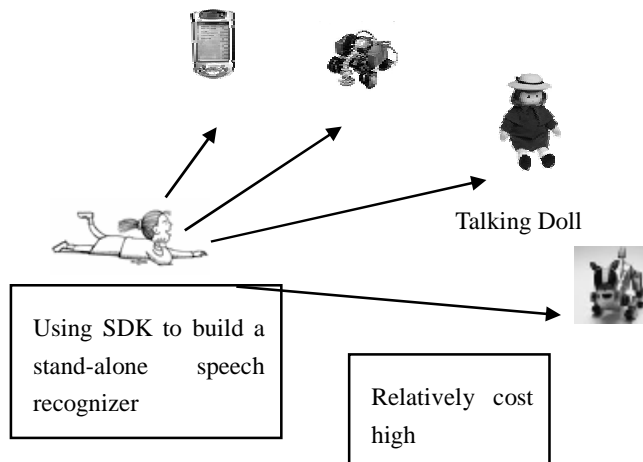 Talking Doll
Using SDK to build a
stand-alone speech
recognizer
Relatively cost
high